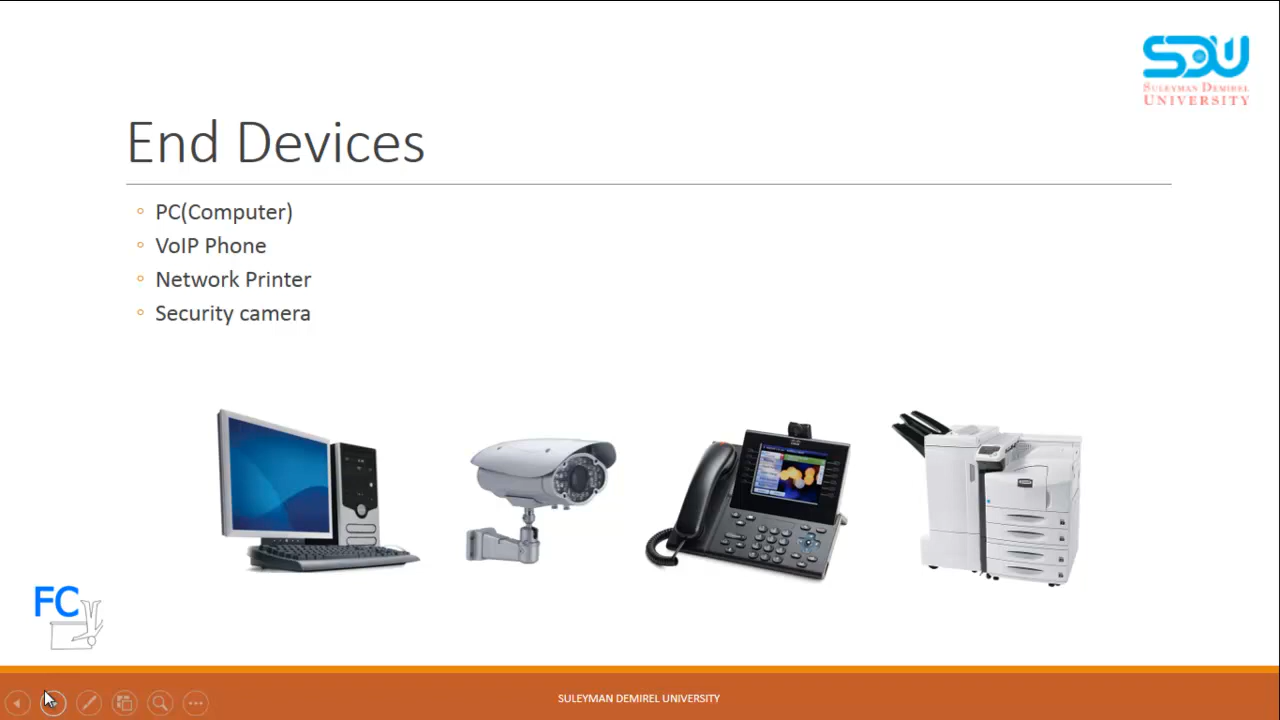 SDU
SULEYMAN DEMIREL
UNIVERSITY
End Devices
PC(Computer)
VoIP Phone
Network Printer
Security camera
FC
SULEYMAN DEMIREL UNIVERSITY